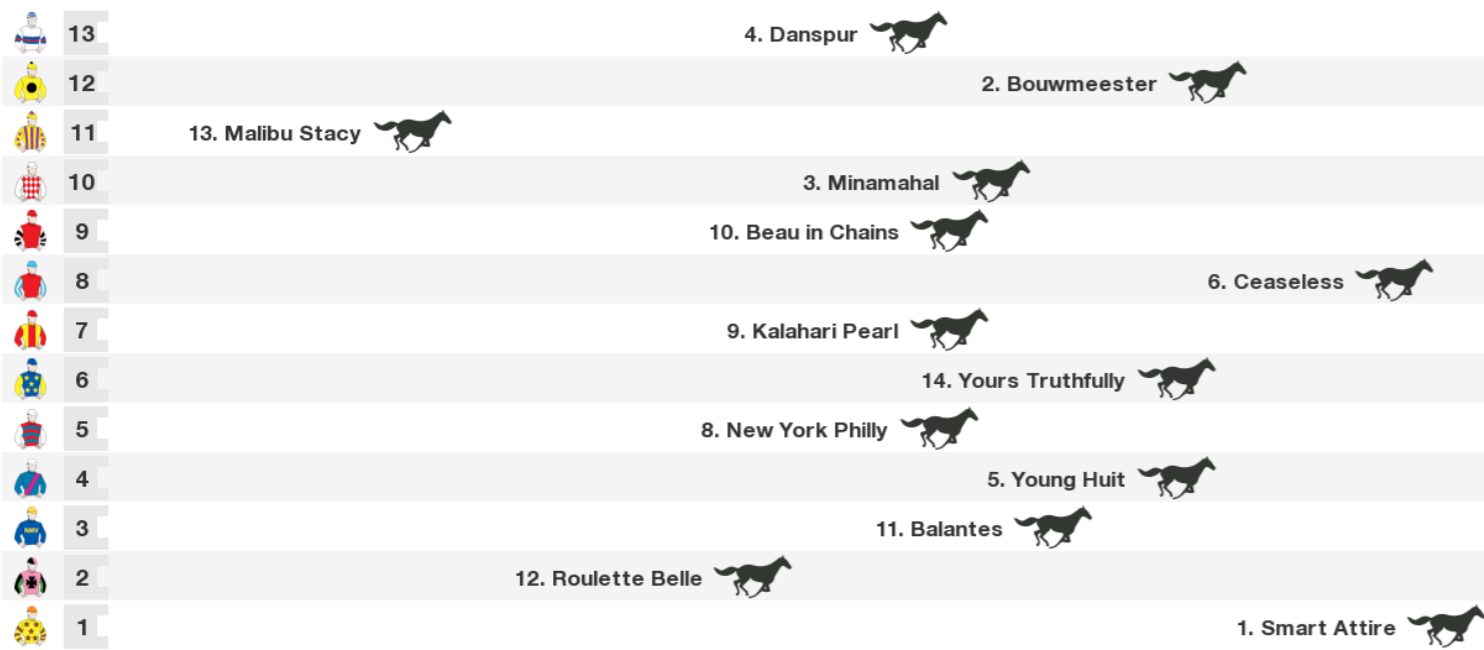 13 4. Danspur
12 2. Bouwmeester
11 13. Malibu Stacy
10 3. Minamahal
9 10. Beau in Chains
8 6. Ceaseless
7 9. Kalahari Pearl
6 14. Yours Truthfully
5 8. New York Philly
4 5. Young Huit
3 11. Balantes
NMV
2 12. Roulette Belle
1 1. Smart Attire